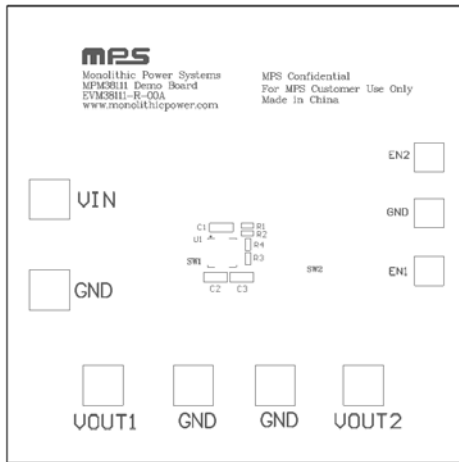 MPS
Monolithic Power Systems
MPM38111 Demo Board
EVM38111-R-00A
www.monolithicpower.com
MPS Confidential
For MPS Customer Use Only
Made in China
EN2
VIN
GND
C1
R1
R2
U1
R4
SW1
R3
SW2
EN1
GND
C2
C3
VOUT1
GND
GND
VOUT2